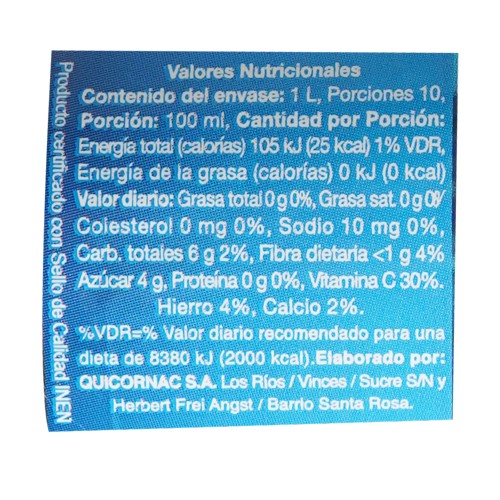 Valores Nutricionales
Contenido del envase: 1 L, Porciones 10,
Porción: 100 ml, Cantidad por Porción:
Energía total (calorías) 105 kJ (25 kcal) 1% VDR,
Energía de la grasa (calorías) 0 kJ (0 kcal)
Valor diario: Grasa total 0 g 0%, Grasa sat. 0 g 0%
Colesterol 0 mg 0%, Sodio 10 mg 0%,
Carb. totales 6 g 2%, Fibra dietaria <1 g 4%
Azúcar 4 g, Proteína 0 g 0%, Vitamina C 30%.
Hierro 4%, Calcio 2%.
%VDR=% Valor diario recomendado para una
dieta de 8380 kJ (2000 kcal).Elaborado por:
QUICORNAC S.A. Los Ríos / Vinces / Sucre S/N y
Herbert Frei Angst / Barrio Santa Rosa.
Producto certificado con Sello de Calidad INEN